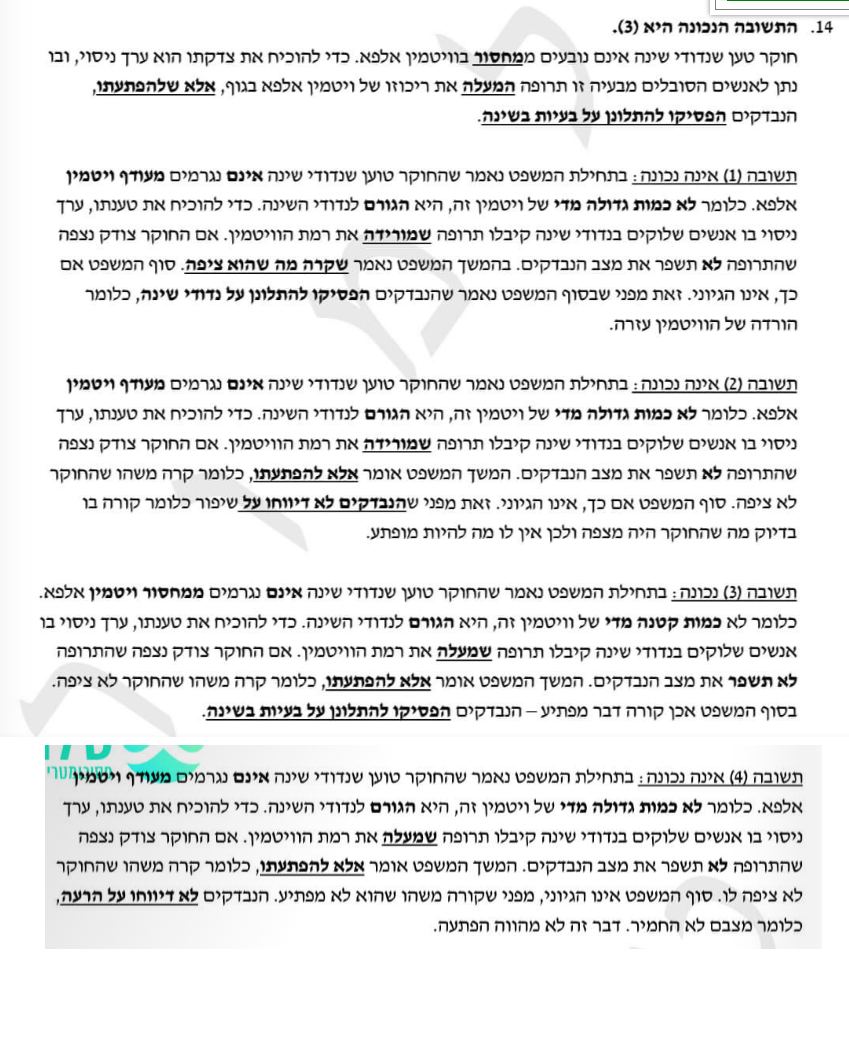 14. התשובה הנכונה היא (3).
חוקר טען שנדודי שינה אינם נובעים ממחסור בוויטמין אלפא. כדי להוכיח את צדקתו הוא ערך ניסוי, ובו
נתן לאנשים הסובלים מבעיה זו תרופה המעלה את ריכוזו של ויטמין אלפא בגוף, אלא שלהפתעתו,
הנבדקים הפסיקו להתלונן על בעיות בשינה.
תשובה (1) אינה נכונה: בתחילת המשפט נאמר שהחוקר טוען שנדודי שינה אינם נגרמים מעודף ויטמין
אלפא. כלומר לא כמות גדולה מדי של ויטמין זה, היא הגורם לנדודי השינה. כדי להוכיח את טענתו, ערך
ניסוי בו אנשים שלוקים בנדודי שינה קיבלו תרופה שמורידה את רמת הוויטמין. אם החוקר צודק נצפה
שהתרופה לא תשפר את מצב הנבדקים. בהמשך המשפט נאמר שקרה מה שהוא ציפה. סוף המשפט אם
כך, אינו הגיוני. זאת מפני שבסוף המשפט נאמר שהנבדקים הפסיקו להתלונן על נדודי שינה, כלומר
הורדה של הוויטמין עזרה.
תשובה (2) אינה נכונה: בתחילת המשפט נאמר שהחוקר טוען שנדודי שינה אינם נגרמים מעודף ויטמין
אלפא. כלומר לא כמות גדולה מדי של ויטמין זה, היא הגורם לנדודי השינה. כדי להוכיח את טענתו, ערך
ניסוי בו אנשים שלוקים בנדודי שינה קיבלו תרופה שמורידה את רמת הוויטמין. אם החוקר צודק נצפה
שהתרופה לא תשפר את מצב הנבדקים. המשך המשפט אומר אלא להפתעתו, כלומר קרה משהו שהחוקר
לא ציפה. סוף המשפט אם כך, אינו הגיוני. זאת מפני שהנבדקים לא דיווחו על שיפור כלומר קורה בו
בדיוק מה שהחוקר היה מצפה ולכן אין לו מה להיות מופתע.
תשובה (3) נכונה: בתחילת המשפט נאמר שהחוקר טוען שנדודי שינה אינם נגרמים ממחסור ויטמין אלפא.
כלומר לא כמות קטנה מדי של וויטמין זה, היא הגורם לנדודי השינה. כדי להוכיח את טענתו, ערך ניסוי בו
אנשים שלוקים בנדודי שינה קיבלו תרופה שמעלה את רמת הוויטמין. אם החוקר צודק נצפה שהתרופה
לא תשפר את מצב הנבדקים. המשך המשפט אומר אלא להפתעתו, כלומר קרה משהו שהחוקר לא ציפה.
בסוף המשפט אכן קורה דבר מפתיע – הנבדקים הפסיקו להתלונן על בעיות בשינה.
תשובה (4) אינה נכונה: בתחילת המשפט נאמר שהחוקר טוען שנדודי שינה אינם נגרמים מעודף ויטמין
אלפא. כלומר לא כמות גדולה מדי של ויטמין זה, היא הגורם לנדודי השינה. כדי להוכיח את טענתו, ערך
ניסוי בו אנשים שלוקים בנדודי שינה קיבלו תרופה שמעלה את רמת הוויטמין. אם החוקר צודק נצפה
שהתרופה לא תשפר את מצב הנבדקים. המשך המשפט אומר אלא להפתעתו, כלומר קרה משהו שהחוקר
לא ציפה לו. סוף המשפט אינו הגיוני, מפני שקורה משהו שהוא לא מפתיע. הנבדקים לא דיווחו על הרעה,
כלומר מצבם לא החמיר. דבר זה לא מהווה הפתעה.